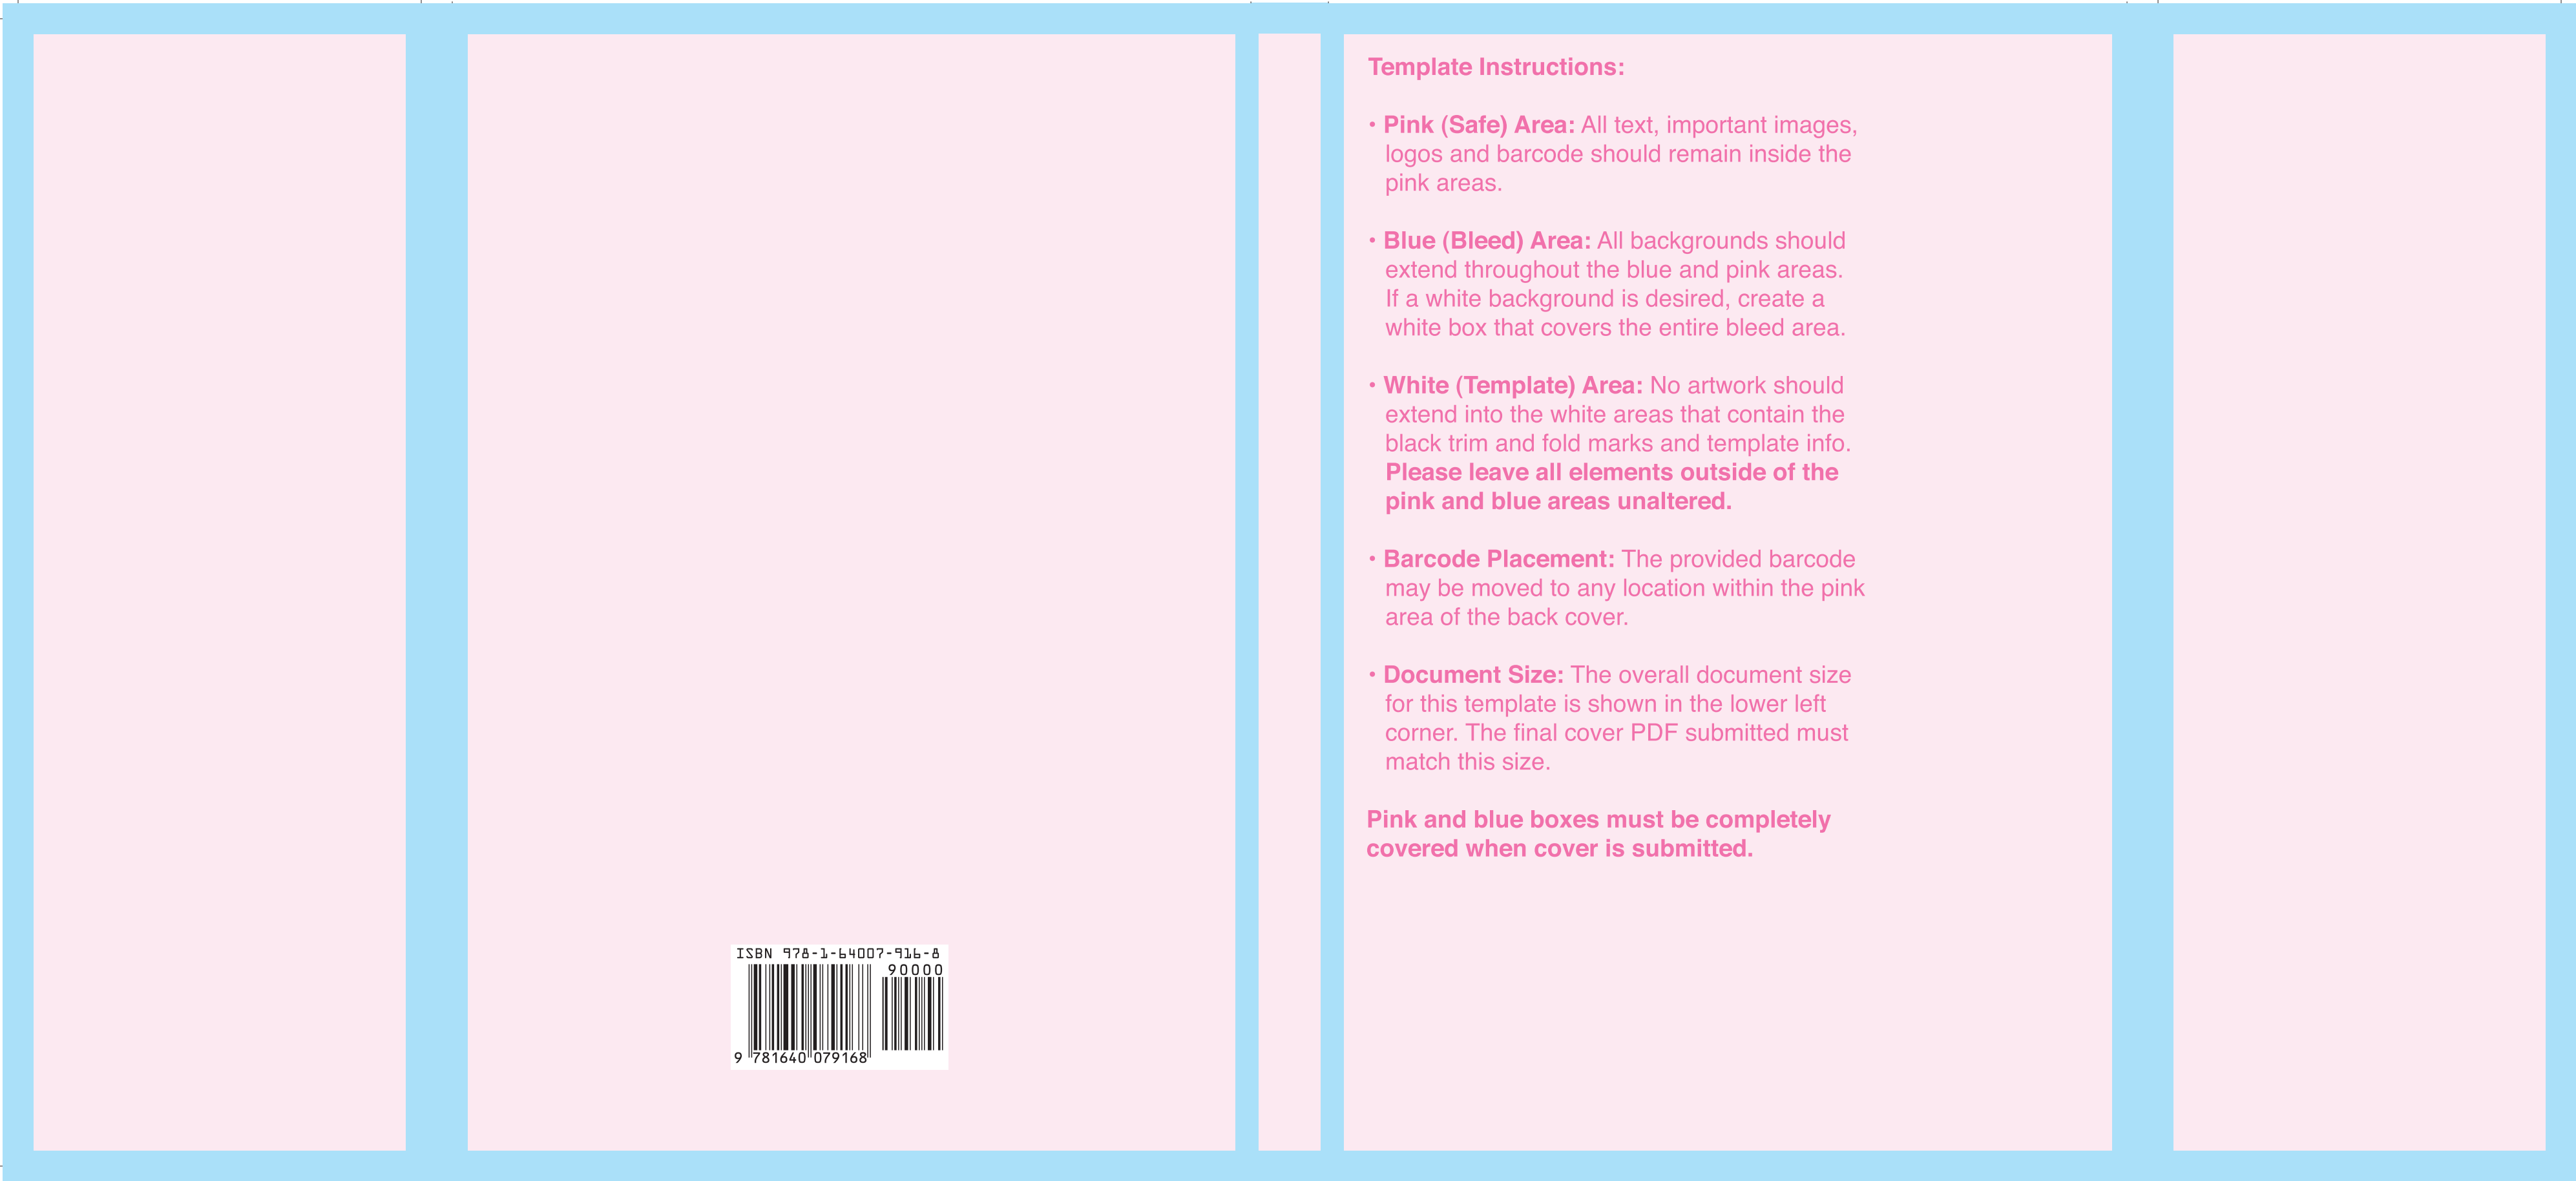 Template Instructions:
• Pink (Safe) Area: All text, important images,
logos and barcode should remain inside the
pink areas.
• Blue (Bleed) Area: All backgrounds should
extend throughout the blue and pink areas.
If a white background is desired, create a
white box that covers the entire bleed area.
• White (Template) Area: No artwork should
extend into the white areas that contain the
black trim and fold marks and template info.
Please leave all elements outside of the
pink and blue areas unaltered.
• Barcode Placement: The provided barcode
may be moved to any location within the pink
area of the back cover.
• Document Size: The overall document size
for this template is shown in the lower left
corner. The final cover PDF submitted must
match this size.
Pink and blue boxes must be completely
covered when cover is submitted.
ISBN 978-1-64007-916-8
90000
9 781640 079168